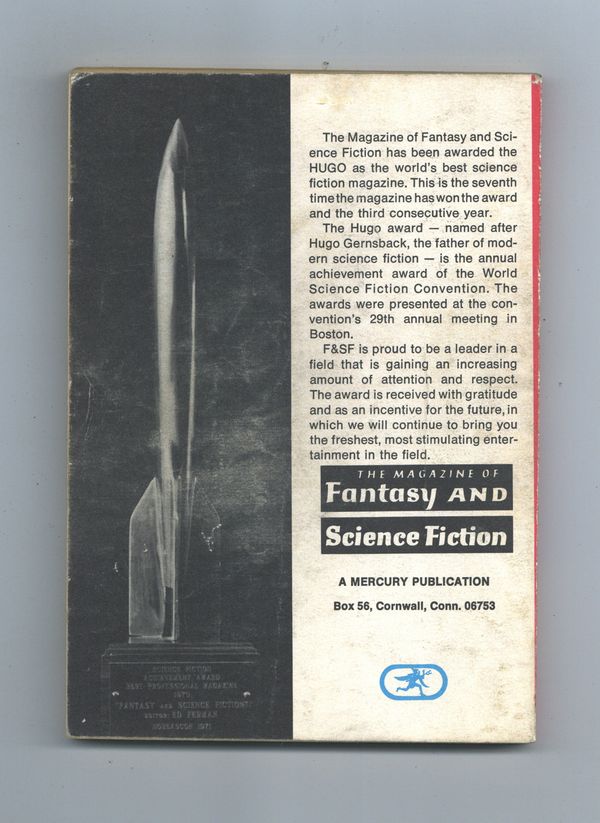 The Magazine of Fantasy and Sci-
ence Fiction has been awarded the
HUGO as the world's best science
fiction magazine. This is the seventh
time the magazine has won the award
and the third consecutive year.
The Hugo award — named after
Hugo Gernsback, the father of mod-
ern science fiction — is the annual
achievement award of the World
Science Fiction Convention. The
awards were presented at the con-
vention's 29th annual meeting in
Boston.
F&SF is proud to be a leader in a
field that is gaining an increasing
amount of attention and respect.
The award is received with gratitude
and as an incentive for the future, in
which we will continue to bring you
the freshest, most stimulating enter-
tainment in the field.
THE MAGAZINE OF
Fantasy AND
Science Fiction
A MERCURY PUBLICATION
Box 56, Cornwall, Conn. 06753
SCIENCE FICTION
ACHIEVEMENT AWARD
BEST PROFESSIONAL MAGAZINE
1970
"FANTASY AND SCIENCE FICTION"
EDITOR: ED FERMAN
NOREASCON 1971